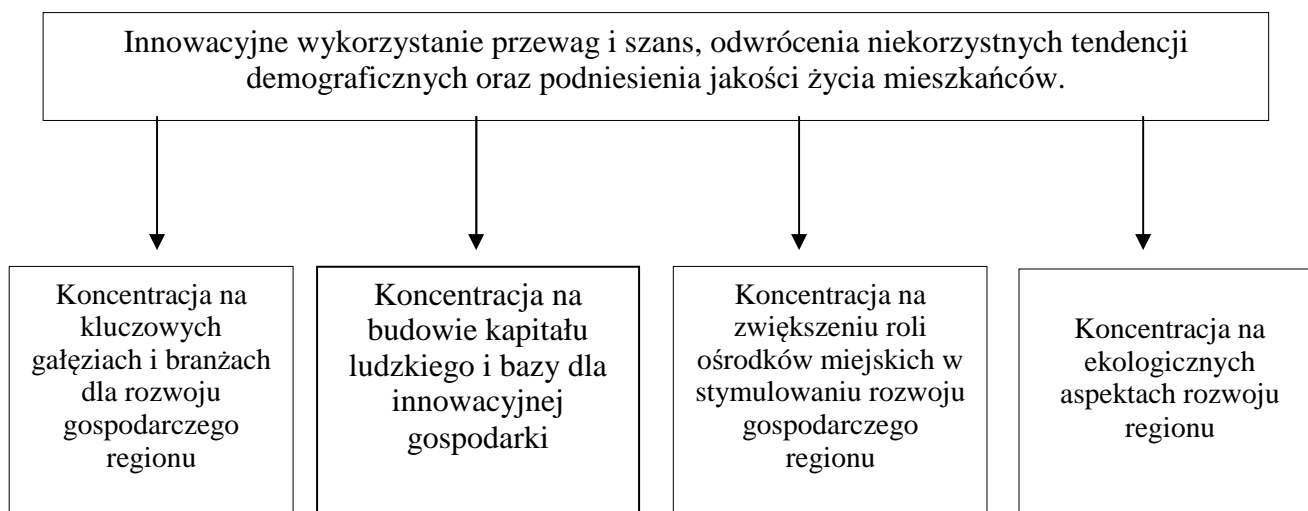 Innowacyjne wykorzystanie przewag i szans, odwrócenia niekorzystnych tendencji
demograficznych oraz podniesienia jakości życia mieszkańców.
Koncentracja na
kluczowych
gałęziach i branżach
dla rozwoju
gospodarczego
regionu
Koncentracja na
budowie kapitału
ludzkiego i bazy dla
innowacyjnej
gospodarki
Koncentracja na
zwiększeniu roli
ośrodków miejskich w
stymulowaniu rozwoju
gospodarczego
regionu
Koncentracja na
ekologicznych
aspektach rozwoju
regionu